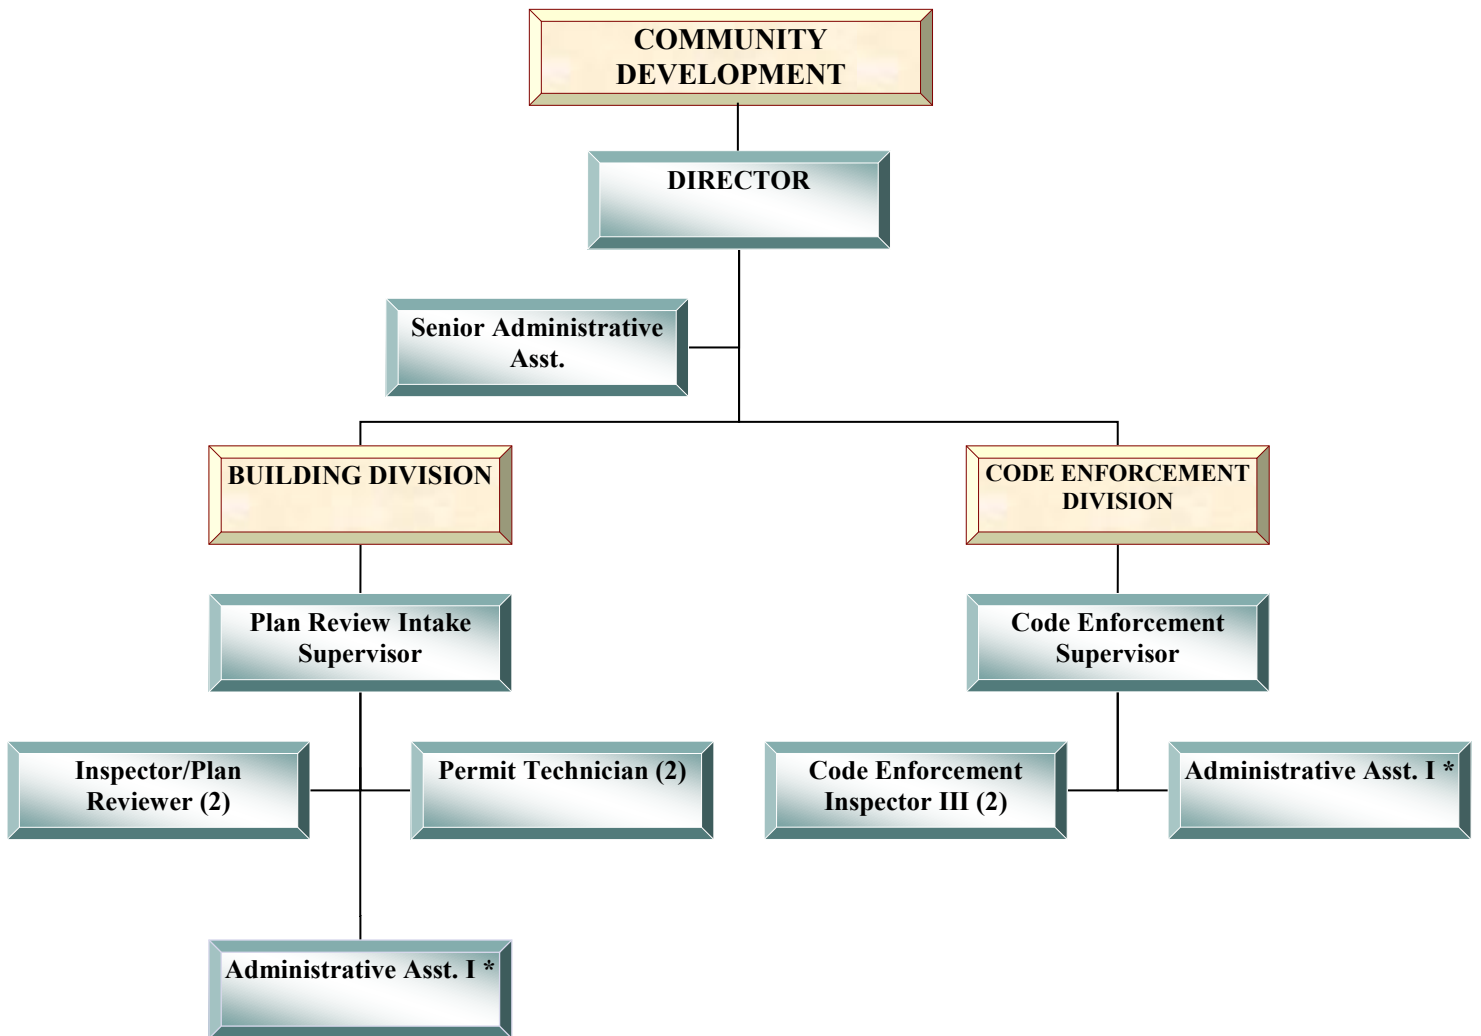 COMMUNITY
DEVELOPMENT
DIRECTOR
Senior Administrative
Asst.
BUILDING DIVISION
CODE ENFORCEMENT
DIVISION
Plan Review Intake
Supervisor
Code Enforcement
Supervisor
Inspector/Plan
Reviewer (2)
Permit Technician (2)
Code Enforcement
Inspector III (2)
Administrative Asst. I *
Administrative Asst. I *